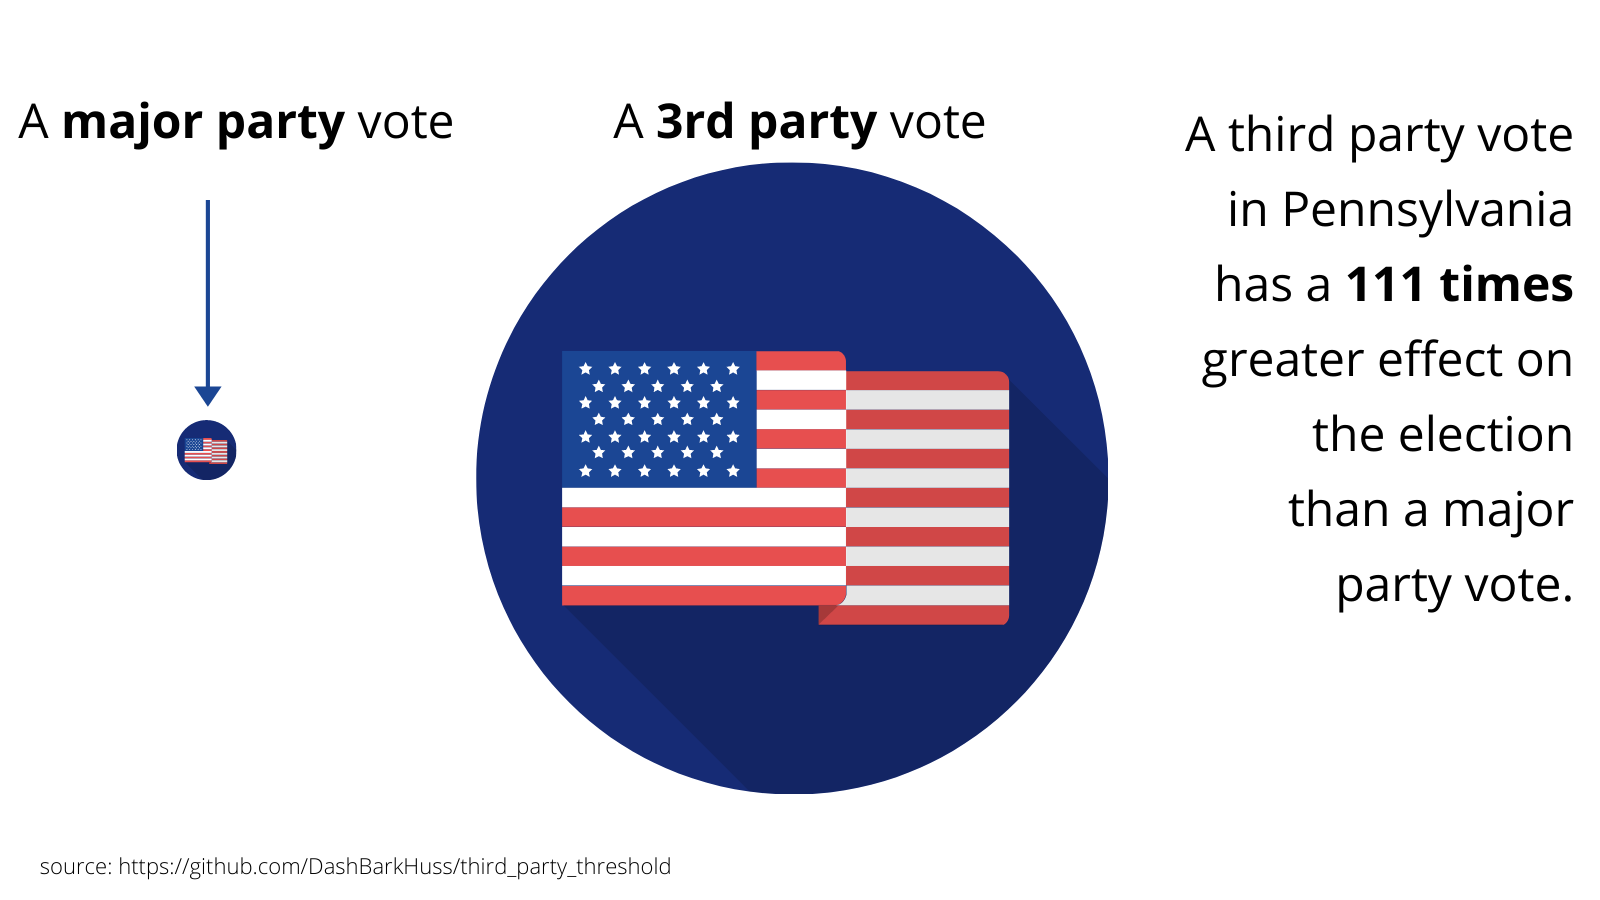 A major party vote
A 3rd party vote
A third party vote
in Pennsylvania
has a 111 times
greater effect on
the election
than a major
party vote.
source: https://github.com/DashBarkHuss/third_party_threshold